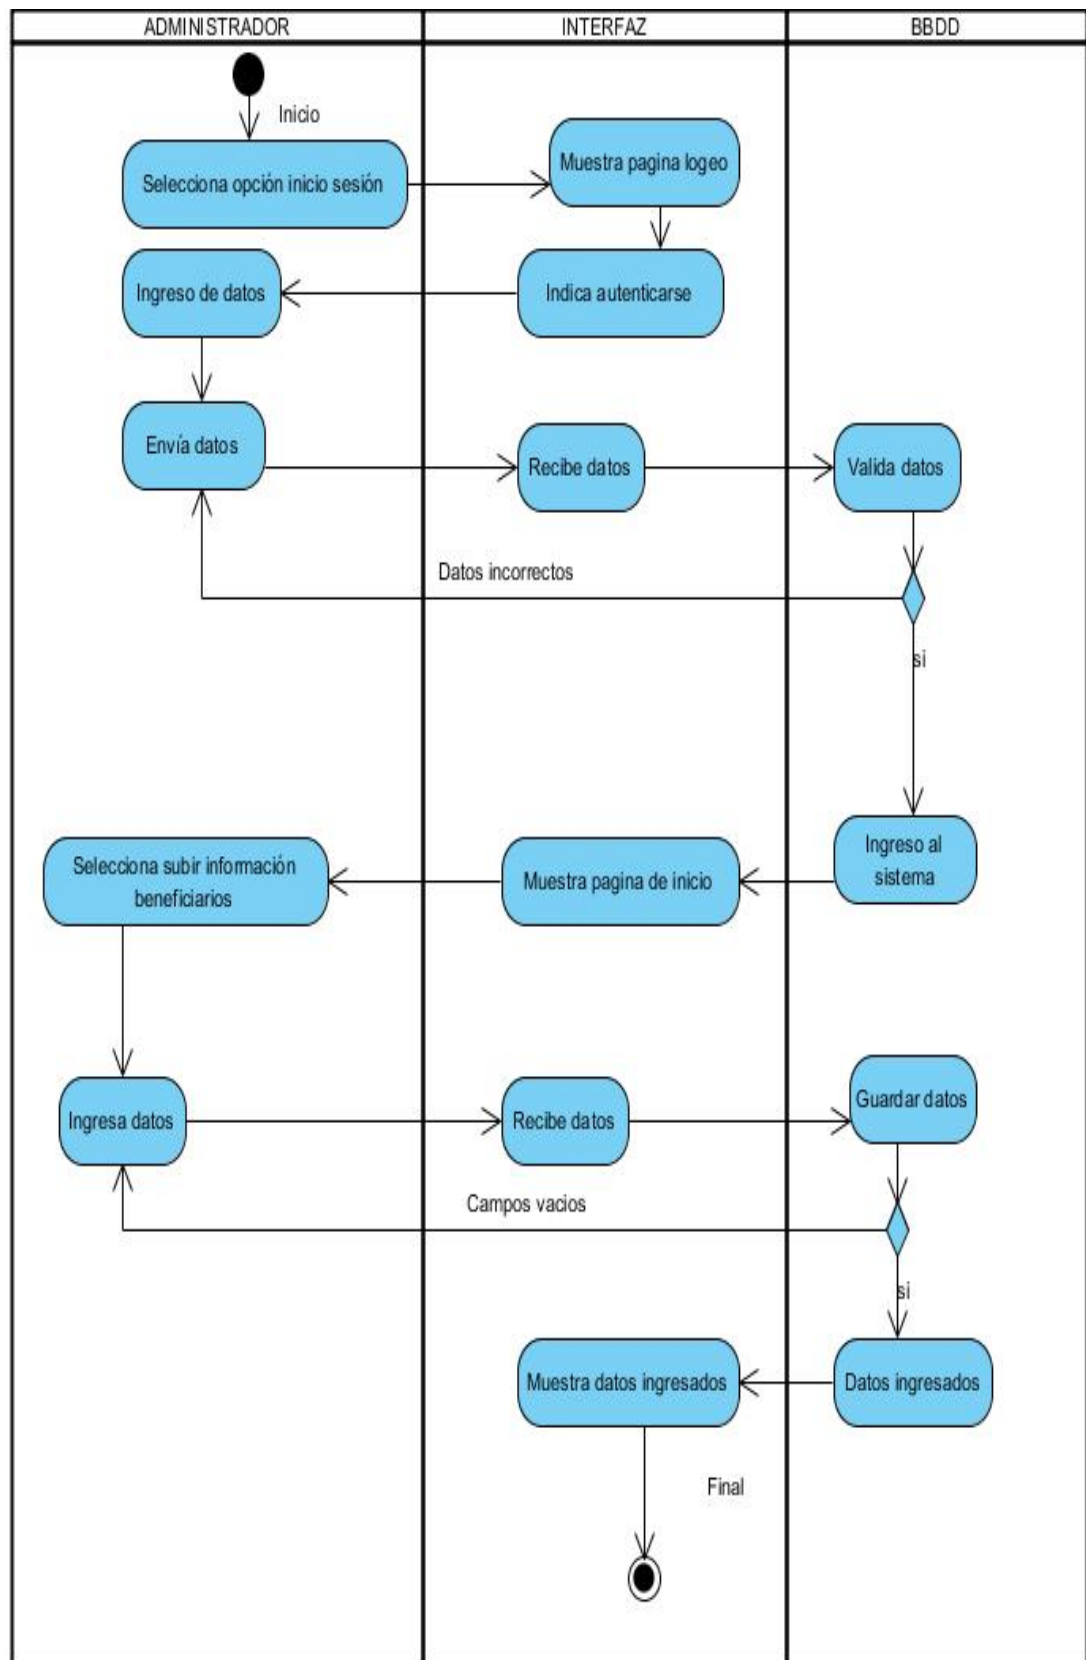 ADMINISTRADOR
INTERFAZ
BBDD
Inicio
Selecciona opción inicio sesión
Muestra pagina logeo
Ingreso de datos
Indica autenticarse
Envía datos
Recibe datos
Valida datos
Datos incorrectos
si
Selecciona subir información
beneficiarios
Muestra pagina de inicio
Ingreso al
sistema
Ingresa datos
Recibe datos
Guardar datos
Campos vacios
si
Muestra datos ingresados
Datos ingresados
Final